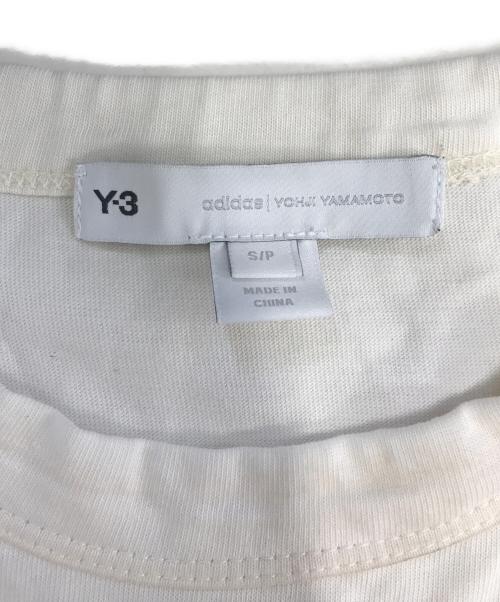 Y-3 adidas | YOHJI YAMAMOTO
S/P
MADE IN
CHINA